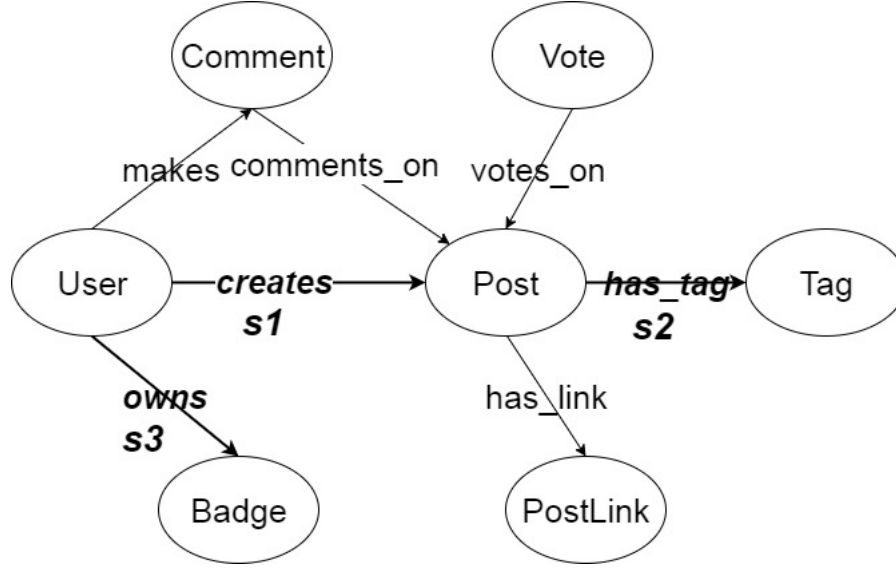 Comment
Vote
makes
comments_on
votes_on
User
creates
s1
Post
has_tag
s2
Tag
owns
s3
has_link
Badge
PostLink